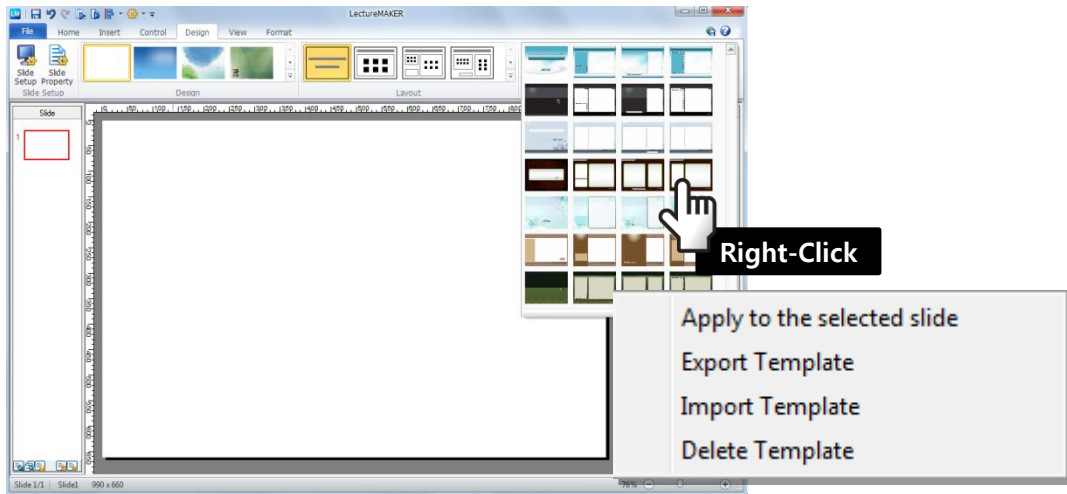 LectureMAKER
File Home Insert Control Design View Format
Slide Setup
Slide Property
Slide Setup
Design
Layout
Slide
1
Right-Click
Apply to the selected slide
Export Template
Import Template
Delete Template
Slide 1/1 Slide1 990 x 660
76%